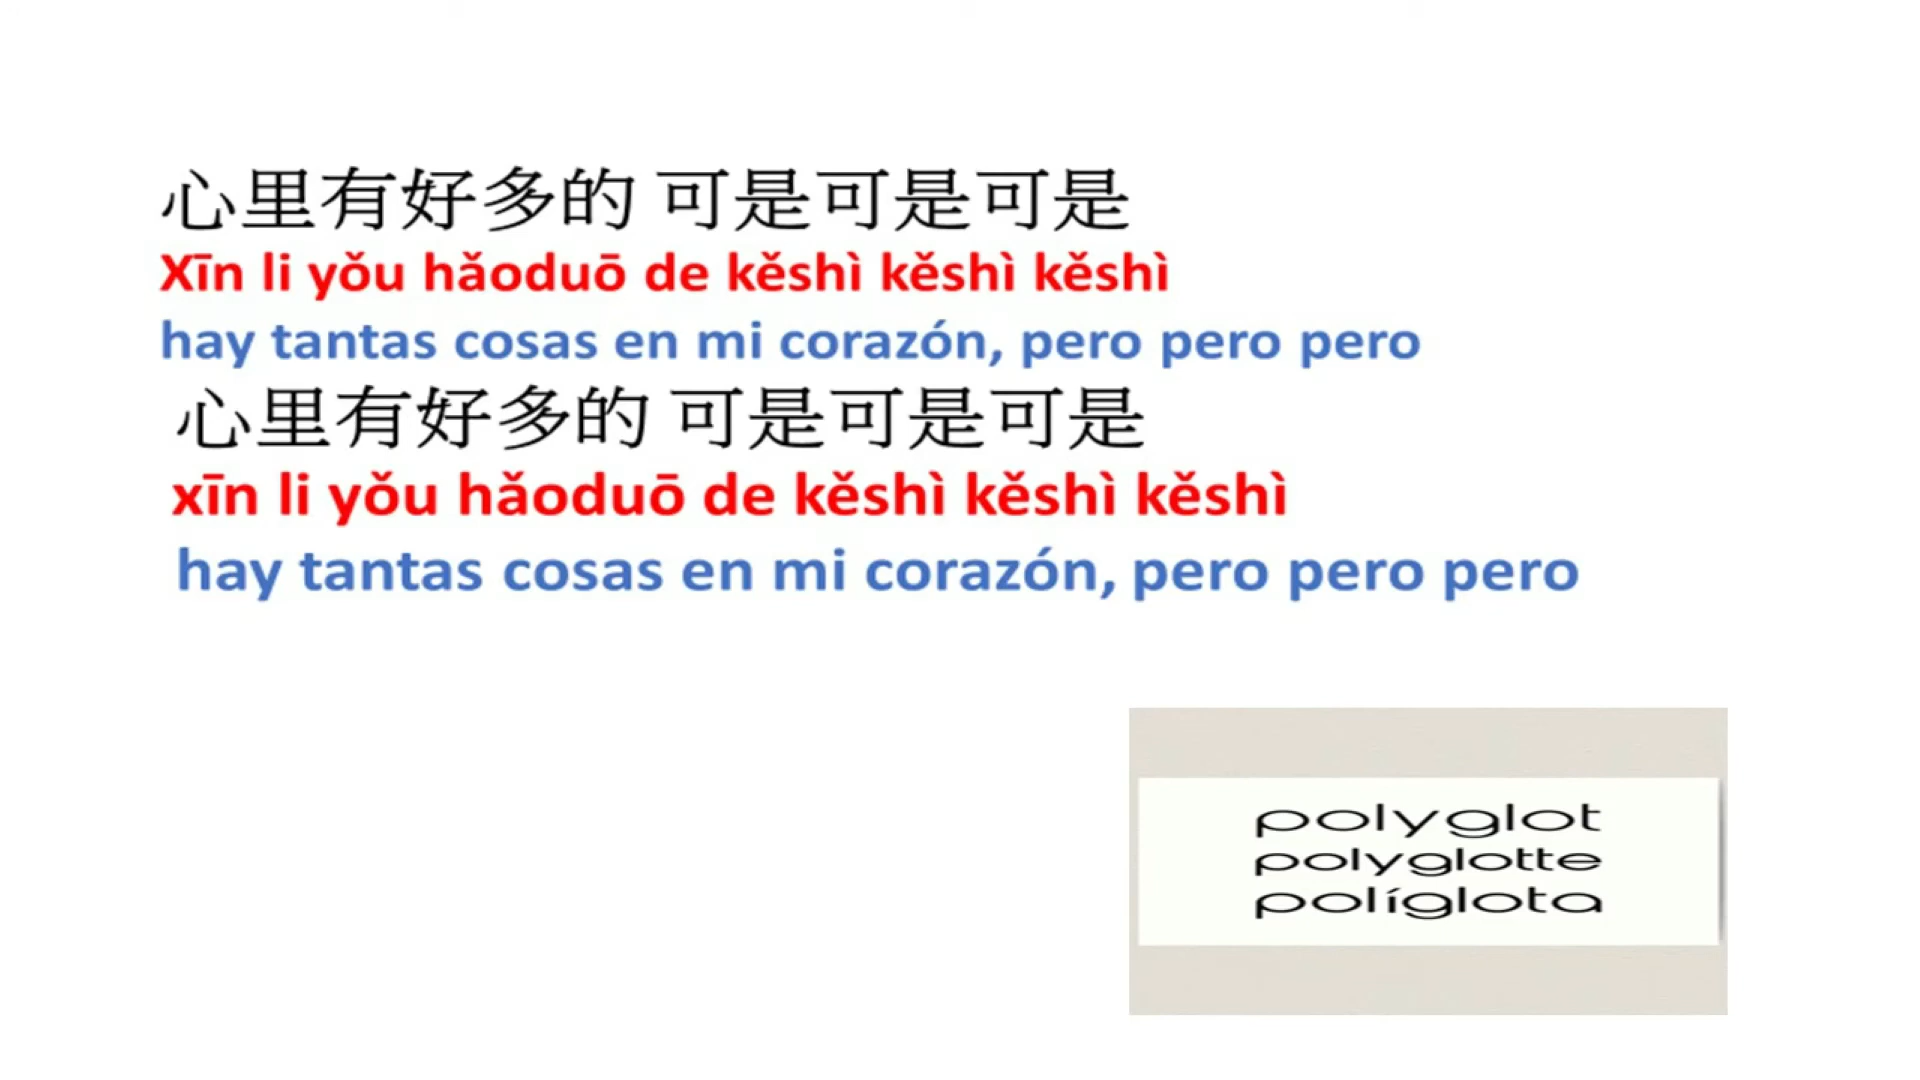 心里有好多的 可是可是可是
Xīn li yǒu hǎoduō de kěshì kěshì kěshì
hay tantas cosas en mi corazón, pero pero pero
心里有好多的 可是可是可是
xīn li yǒu hǎoduō de kěshì kěshì kěshì
hay tantas cosas en mi corazón, pero pero pero
polyglot
polyglotte
políglota